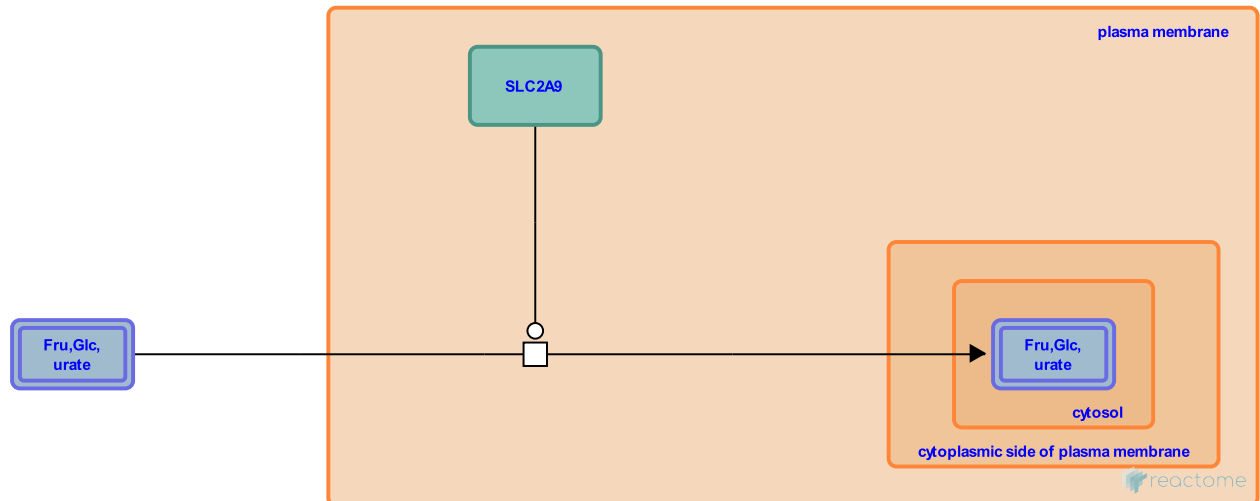 plasma membrane
SLC2A9
Fru,Glc,
urate
Fru,Glc,
urate
cytosol
cytoplasmic side of plasma membrane
reactome